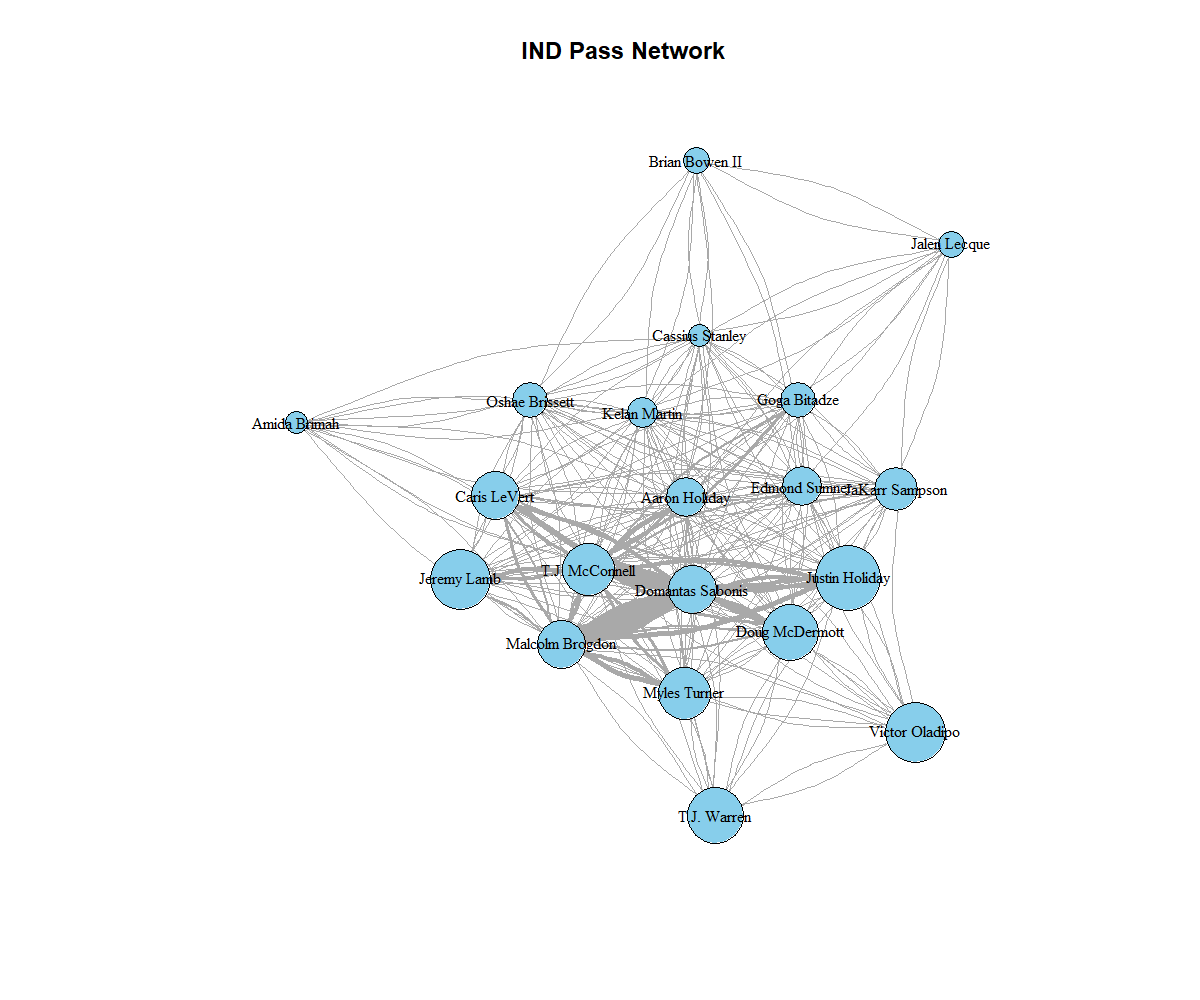 IND Pass Network
Brian Bowen II
Jalen Lecque
Cassius Stanley
Oshae Brissett
Kelan Martin
Goga Bitadze
Amida Brimah
Caris LeVert
Aaron Holiday
Edmond Sumner
JaKarr Sampson
T.J. McConnell
Jeremy Lamb
Domantas Sabonis
Justin Holiday
Doug McDermott
Malcolm Brogdon
Myles Turner
Victor Oladipo
T.J. Warren